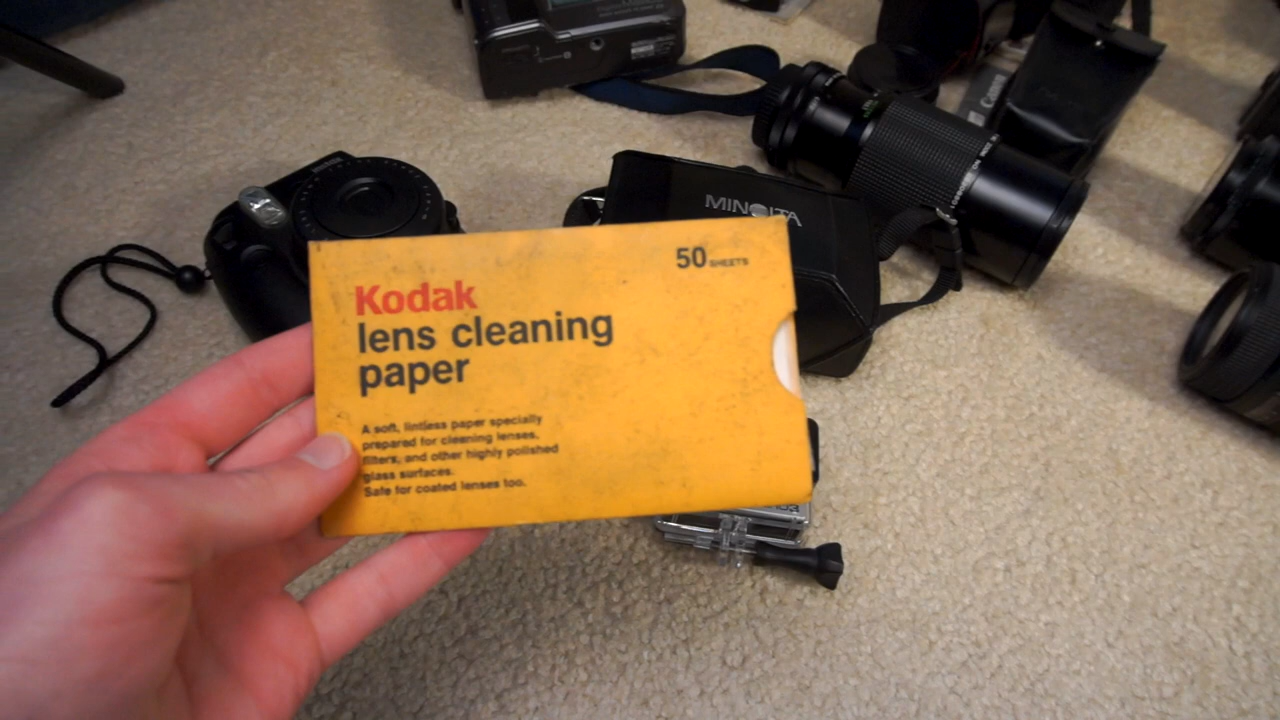 MINOLTA
Canon
50 SHEETS
Kodak
lens cleaning
paper
A soft, lintless paper specially
prepared for cleaning lenses,
filters, and other highly polished
glass surfaces.
Safe for coated lenses too.